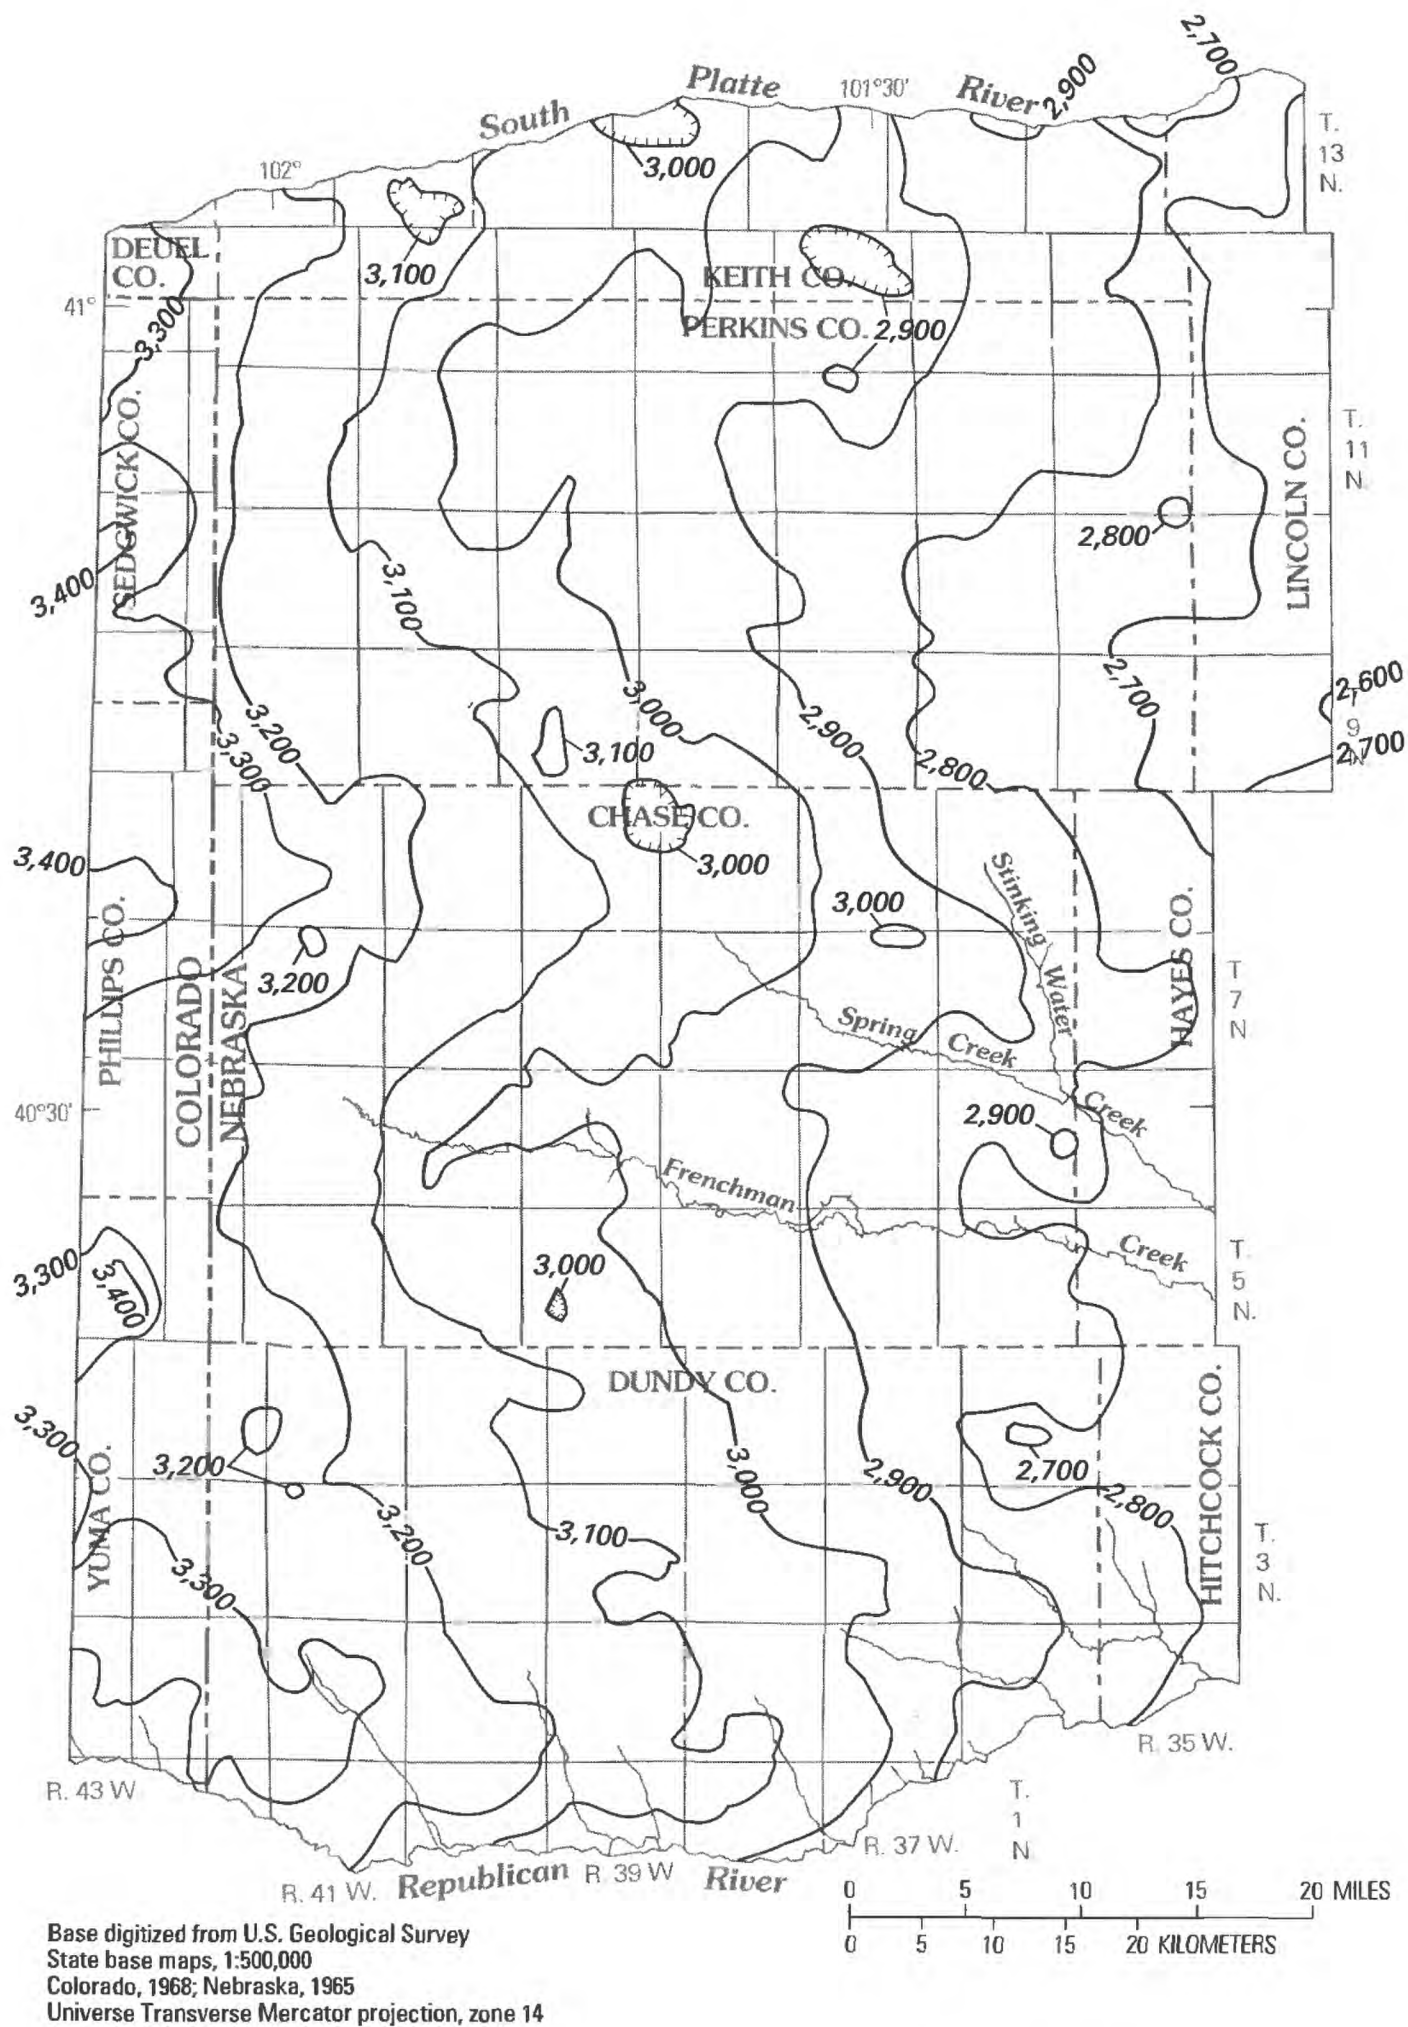 2,700
Platte
101°30'
River
2,900
South
T.
13
N.
3,000
102°
DEUEL
CO.
3,100
KEITH CO.
41°
3,300
PERKINS CO.
2,900
SEDGWICK CO.
T.
11
N.
LINCOLN CO.
2,800
3,400
3,100
2,600
T
9
N
2,700
3,200
3,000
2,900
2,700
3,300
3,100
2,800
CHASE CO.
3,400
3,000
Stinking
Water
3,000
PHILLIPS CO.
COLORADO
NEBRASKA
3,200
HAYES CO.
T
7
N
Spring
Creek
40°30'
2,900
Creek
Frenchman
Creek
T.
5
N.
3,300
3,400
3,000
DUNDY CO.
HITCHCOCK CO.
3,300
YUMA CO.
3,200
3,000
2,900
2,700
2,800
3,200
3,100
T.
3
N.
3,300
R. 35 W.
R. 43 W.
T.
1
N.
R. 37 W.
R. 41 W.
Republican
R. 39 W
River
0 5 10 15 20 MILES
0 5 10 15 20 KILOMETERS
Base digitized from U.S. Geological Survey
State base maps, 1:500,000
Colorado, 1968; Nebraska, 1965
Universe Transverse Mercator projection, zone 14